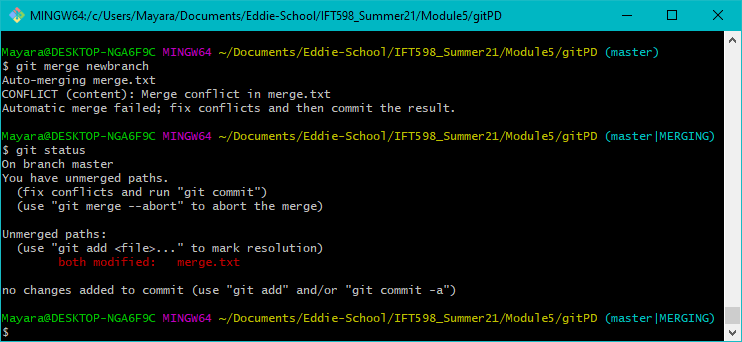 MINGW64:/c/Users/Mayara/Documents/Eddie-School/IFT598_Summer21/Module5/gitPD
Mayara@DESKTOP-NGA6F9C MINGW64 ~/Documents/Eddie-School/IFT598_Summer21/Module5/gitPD (master)
$ git merge newbranch
Auto-merging merge.txt
CONFLICT (content): Merge conflict in merge.txt
Automatic merge failed; fix conflicts and then commit the result.
Mayara@DESKTOP-NGA6F9C MINGW64 ~/Documents/Eddie-School/IFT598_Summer21/Module5/gitPD (master|MERGING)
$ git status
On branch master
You have unmerged paths.
  (fix conflicts and run "git commit")
  (use "git merge --abort" to abort the merge)
Unmerged paths:
  (use "git add <file>..." to mark resolution)
        both modified:   merge.txt
no changes added to commit (use "git add" and/or "git commit -a")
Mayara@DESKTOP-NGA6F9C MINGW64 ~/Documents/Eddie-School/IFT598_Summer21/Module5/gitPD (master|MERGING)
$